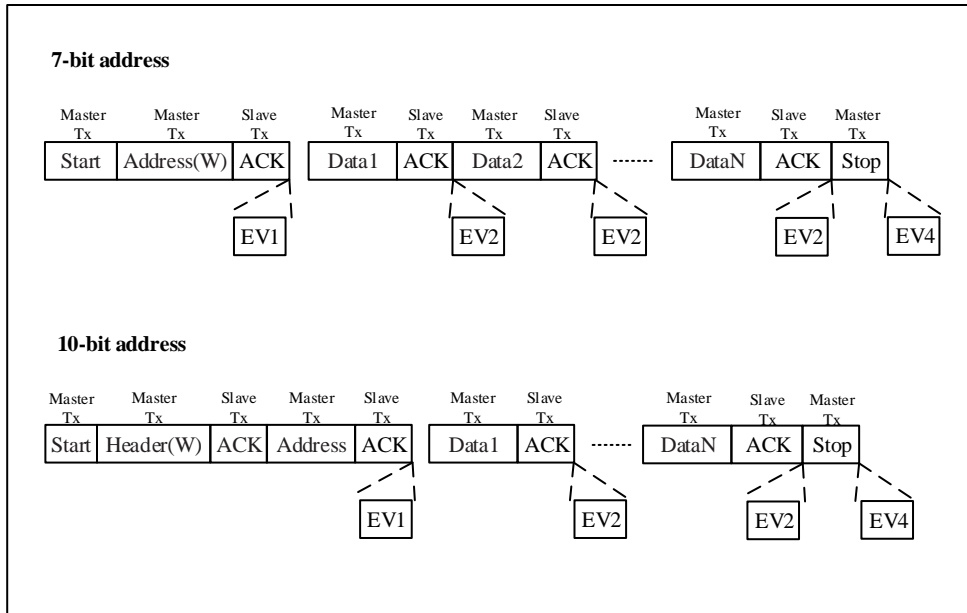 7-bit address
Master Tx Master Tx Slave Tx Master Tx Slave Tx Master Tx Slave Tx Master Tx Slave Tx Master Tx
Start Address(W) ACK Data1 ACK Data2 ACK ........ DataN ACK Stop
EV1 EV2 EV2 EV2 EV4
10-bit address
Master Tx Master Tx Slave Tx Master Tx Slave Tx Master Tx Slave Tx Master Tx Slave Tx Master Tx
Start Header(W) ACK Address ACK Data1 ACK ........ DataN ACK Stop
EV1 EV2 EV2 EV4